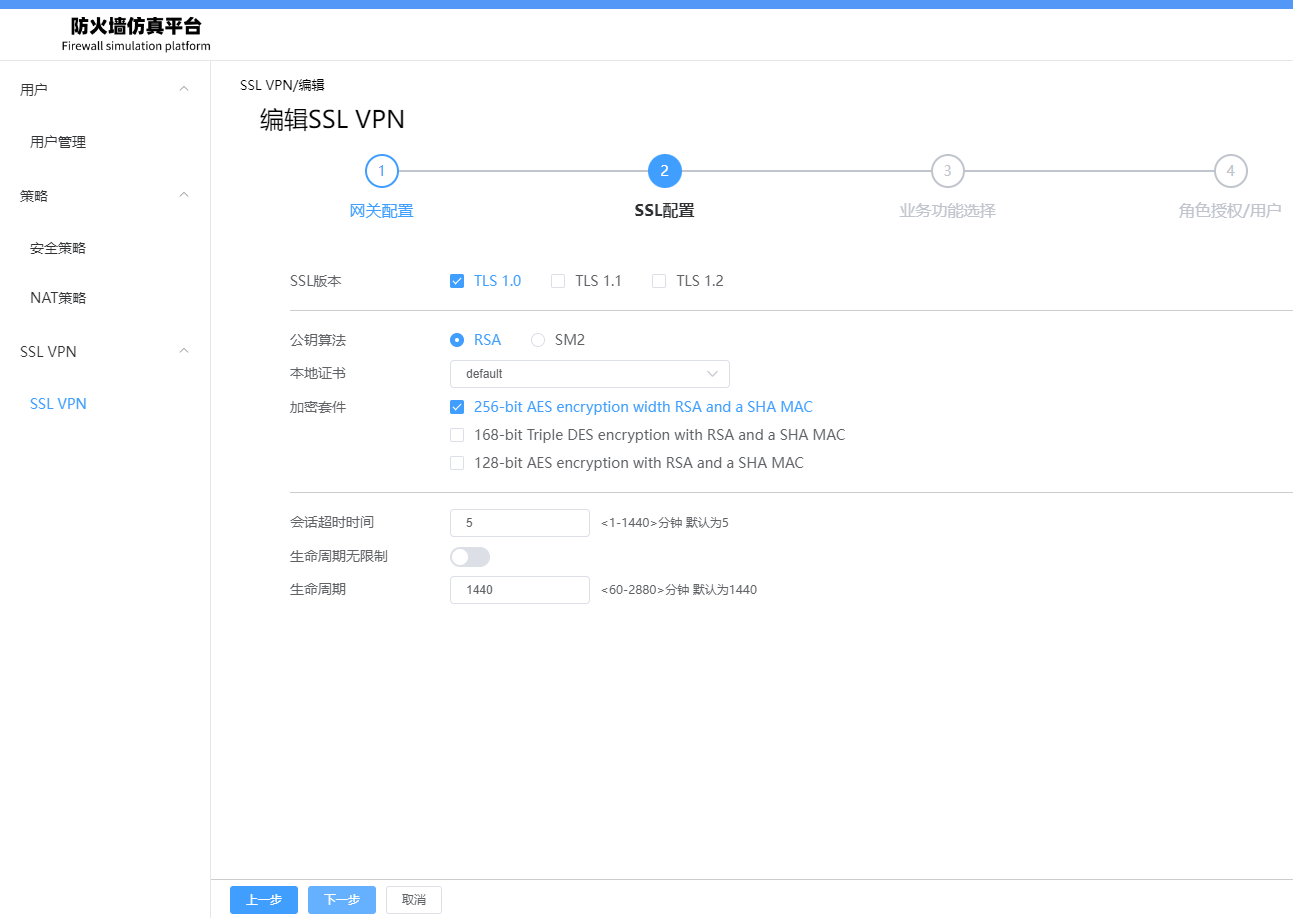 防火墙仿真平台
Firewall simulation platform
用户
用户管理
策略
安全策略
NAT策略
SSL VPN
SSL VPN
SSL VPN/编辑
编辑SSL VPN
1 2 3 4
网关配置 SSL配置 业务功能选择 角色授权/用户
SSL版本 TLS 1.0 TLS 1.1 TLS 1.2
公钥算法 RSA SM2
本地证书 default
加密套件 256-bit AES encryption width RSA and a SHA MAC
168-bit Triple DES encryption with RSA and a SHA MAC
128-bit AES encryption with RSA and a SHA MAC
会话超时时间 5 <1-1440>分钟 默认为5
生命周期无限制
生命周期 1440 <60-2880>分钟 默认为1440
上一步 下一步 取消